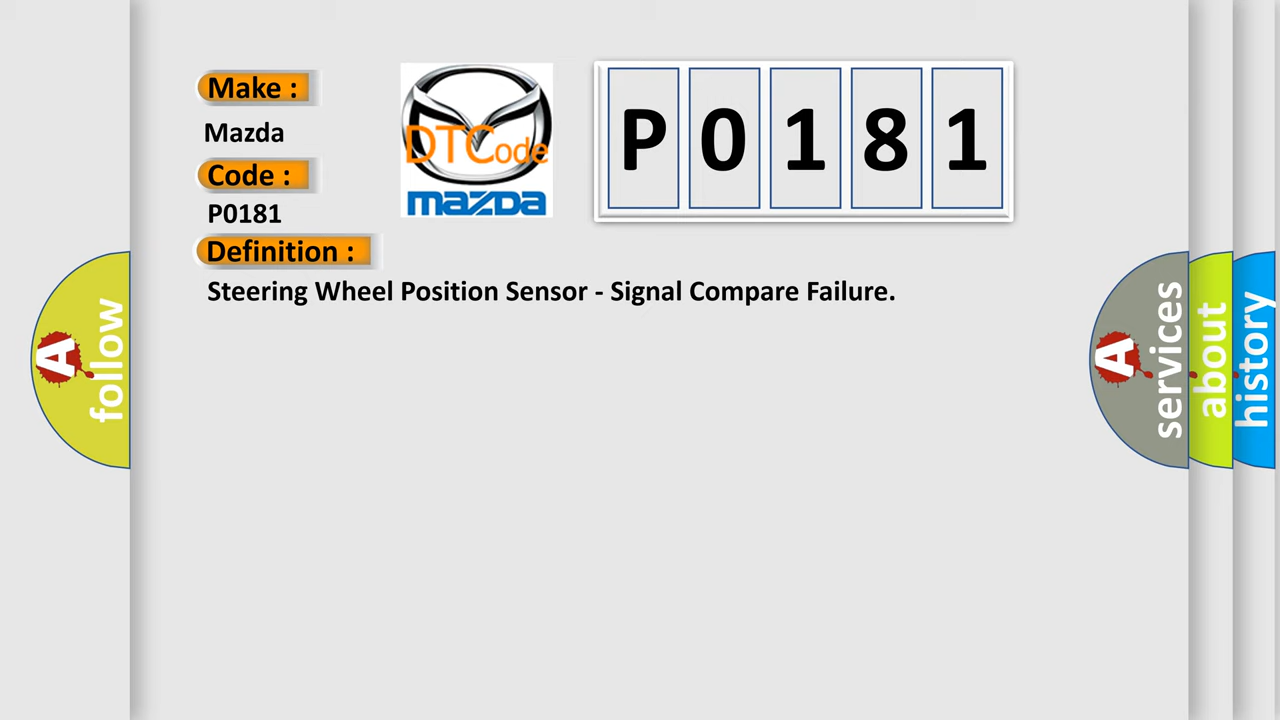 Make :
Mazda
Code :
P0181
Definition :
Steering Wheel Position Sensor - Signal Compare Failure.
DTCode
mazda
P 0 1 8 1
A follow
A services
about
history